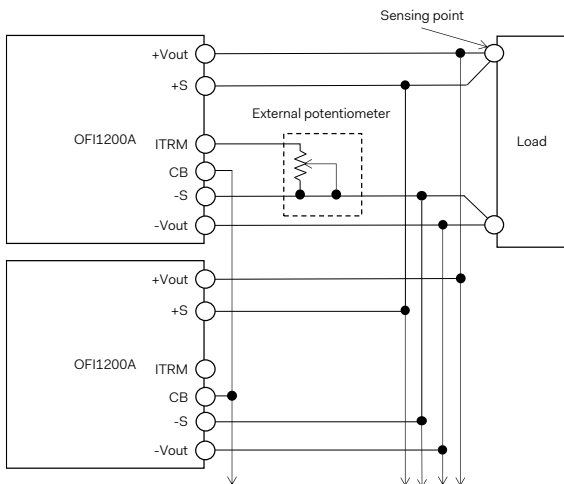 Sensing point
+Vout
+S
External potentiometer
OFI1200A
ITRM
Load
CB
-S
-Vout
+Vout
+S
OFI1200A
ITRM
CB
-S
-Vout